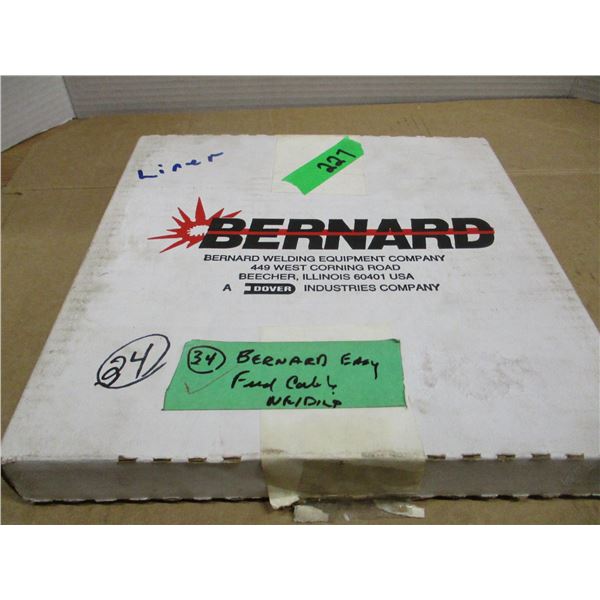 Liner
227
BERNARD
BERNARD WELDING EQUIPMENT COMPANY
449 WEST CORNING ROAD
BEECHER, ILLINOIS 60401 USA
A DOVER INDUSTRIES COMPANY
24
34 BERNARD EASY
Feed Cable